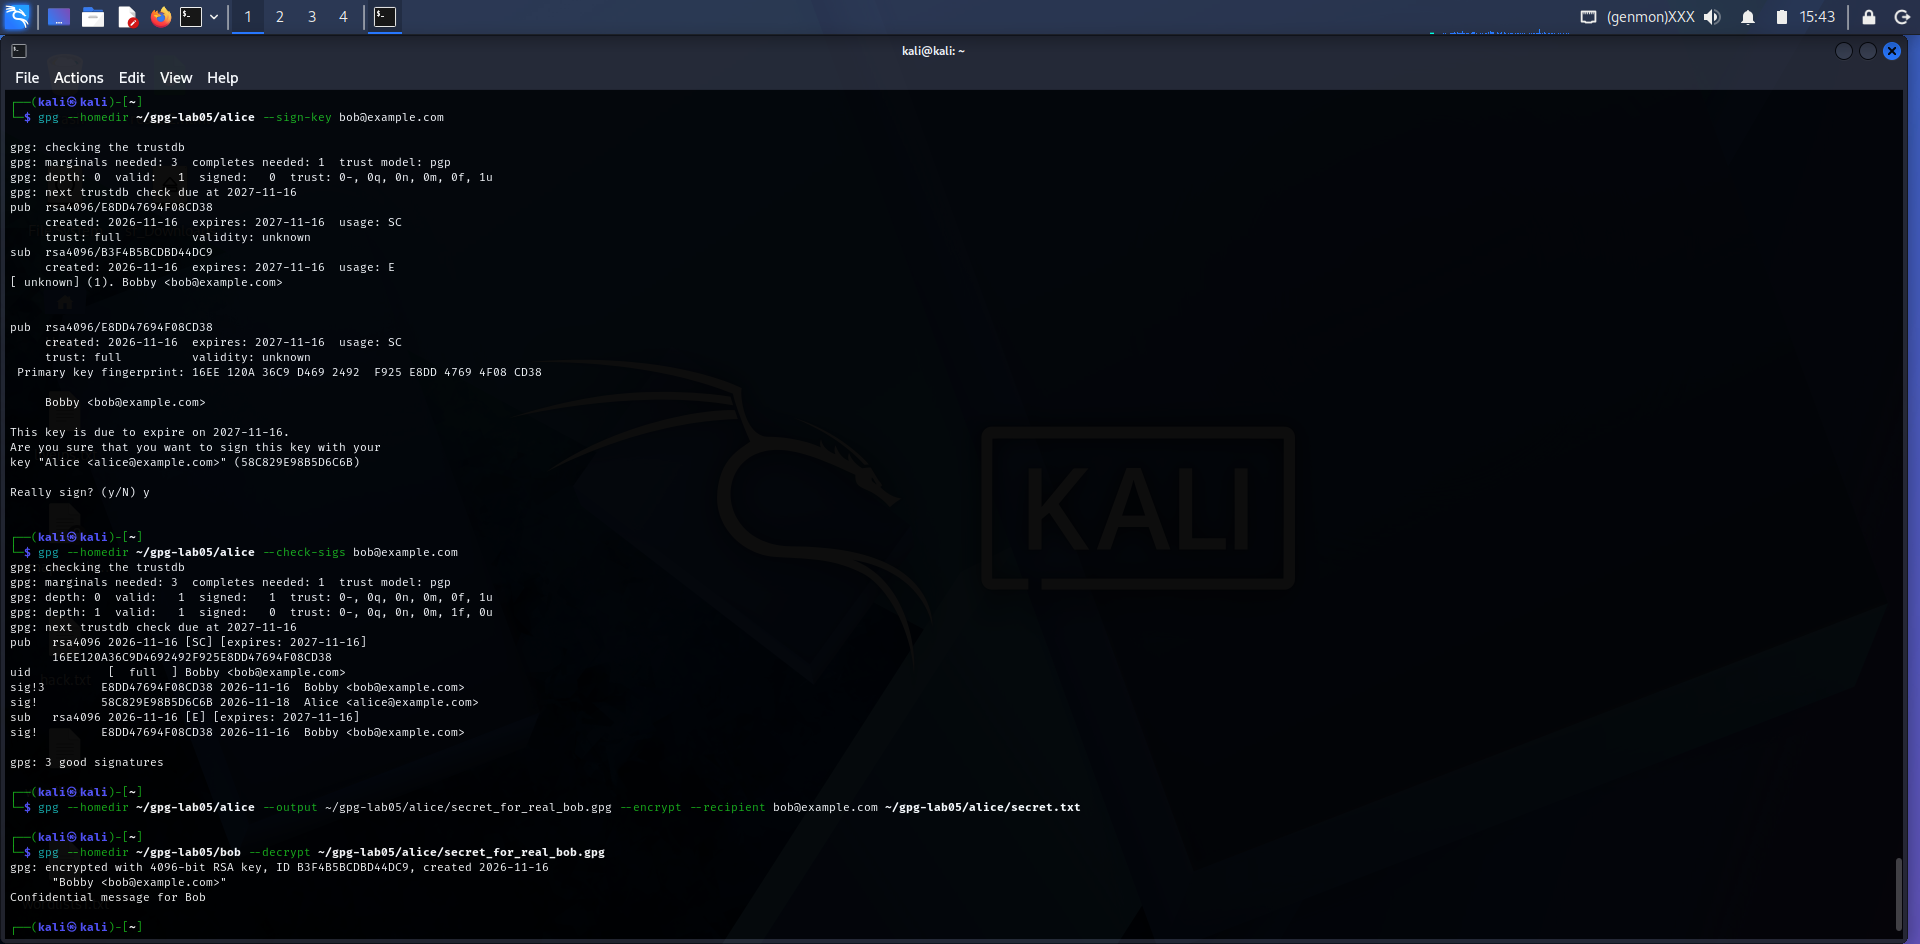 1 2 3 4 (genmon)XXX 15:43
kali@kali: ~
File Actions Edit View Help
┌──(kali㉿kali)-[~]
└─$ gpg --homedir ~/gpg-lab05/alice --sign-key bob@example.com
gpg: checking the trustdb
gpg: marginals needed: 3  completes needed: 1  trust model: pgp
gpg: depth: 0  valid:   1  signed:   0  trust: 0-, 0q, 0n, 0m, 0f, 1u
gpg: next trustdb check due at 2027-11-16
pub  rsa4096/E8DD47694F08CD38
     created: 2026-11-16  expires: 2027-11-16  usage: SC
     trust: full          validity: unknown
sub  rsa4096/B3F4B5BCDBD44DC9
     created: 2026-11-16  expires: 2027-11-16  usage: E
[ unknown] (1). Bobby <bob@example.com>
pub  rsa4096/E8DD47694F08CD38
     created: 2026-11-16  expires: 2027-11-16  usage: SC
     trust: full          validity: unknown
 Primary key fingerprint: 16EE 120A 36C9 D469 2492  F925 E8DD 4769 4F08 CD38
     Bobby <bob@example.com>
This key is due to expire on 2027-11-16.
Are you sure that you want to sign this key with your
key "Alice <alice@example.com>" (58C829E98B5D6C6B)
Really sign? (y/N) y
┌──(kali㉿kali)-[~]
└─$ gpg --homedir ~/gpg-lab05/alice --check-sigs bob@example.com
gpg: checking the trustdb
gpg: marginals needed: 3  completes needed: 1  trust model: pgp
gpg: depth: 0  valid:   1  signed:   1  trust: 0-, 0q, 0n, 0m, 0f, 1u
gpg: depth: 1  valid:   1  signed:   0  trust: 0-, 0q, 0n, 0m, 1f, 0u
gpg: next trustdb check due at 2027-11-16
pub   rsa4096 2026-11-16 [SC] [expires: 2027-11-16]
      16EE120A36C9D4692492F925E8DD47694F08CD38
uid           [  full  ] Bobby <bob@example.com>
sig!3        E8DD47694F08CD38 2026-11-16  Bobby <bob@example.com>
sig!         58C829E98B5D6C6B 2026-11-18  Alice <alice@example.com>
sub   rsa4096 2026-11-16 [E] [expires: 2027-11-16]
sig!         E8DD47694F08CD38 2026-11-16  Bobby <bob@example.com>
gpg: 3 good signatures
┌──(kali㉿kali)-[~]
└─$ gpg --homedir ~/gpg-lab05/alice --output ~/gpg-lab05/alice/secret_for_real_bob.gpg --encrypt --recipient bob@example.com ~/gpg-lab05/alice/secret.txt
┌──(kali㉿kali)-[~]
└─$ gpg --homedir ~/gpg-lab05/bob --decrypt ~/gpg-lab05/alice/secret_for_real_bob.gpg
gpg: encrypted with 4096-bit RSA key, ID B3F4B5BCDBD44DC9, created 2026-11-16
      "Bobby <bob@example.com>"
Confidential message for Bob
┌──(kali㉿kali)-[~]
KALI